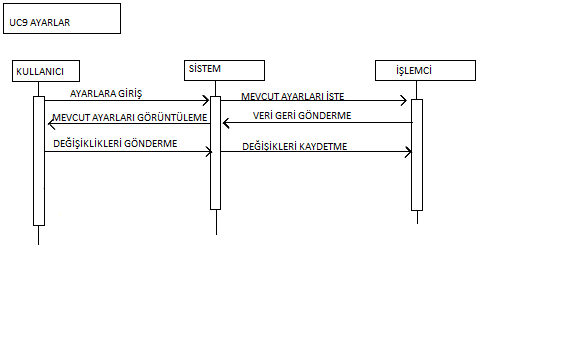 UC9 AYARLAR
KULLANICI
SİSTEM
İŞLEMCİ
AYARLARA GİRİŞ
MEVCUT AYARLARI İSTE
MEVCUT AYARLARI GÖRÜNTÜLEME
VERİ GERİ GÖNDERME
DEĞİŞİKLİKLERİ GÖNDERME
DEĞİŞİKLERİ KAYDETME